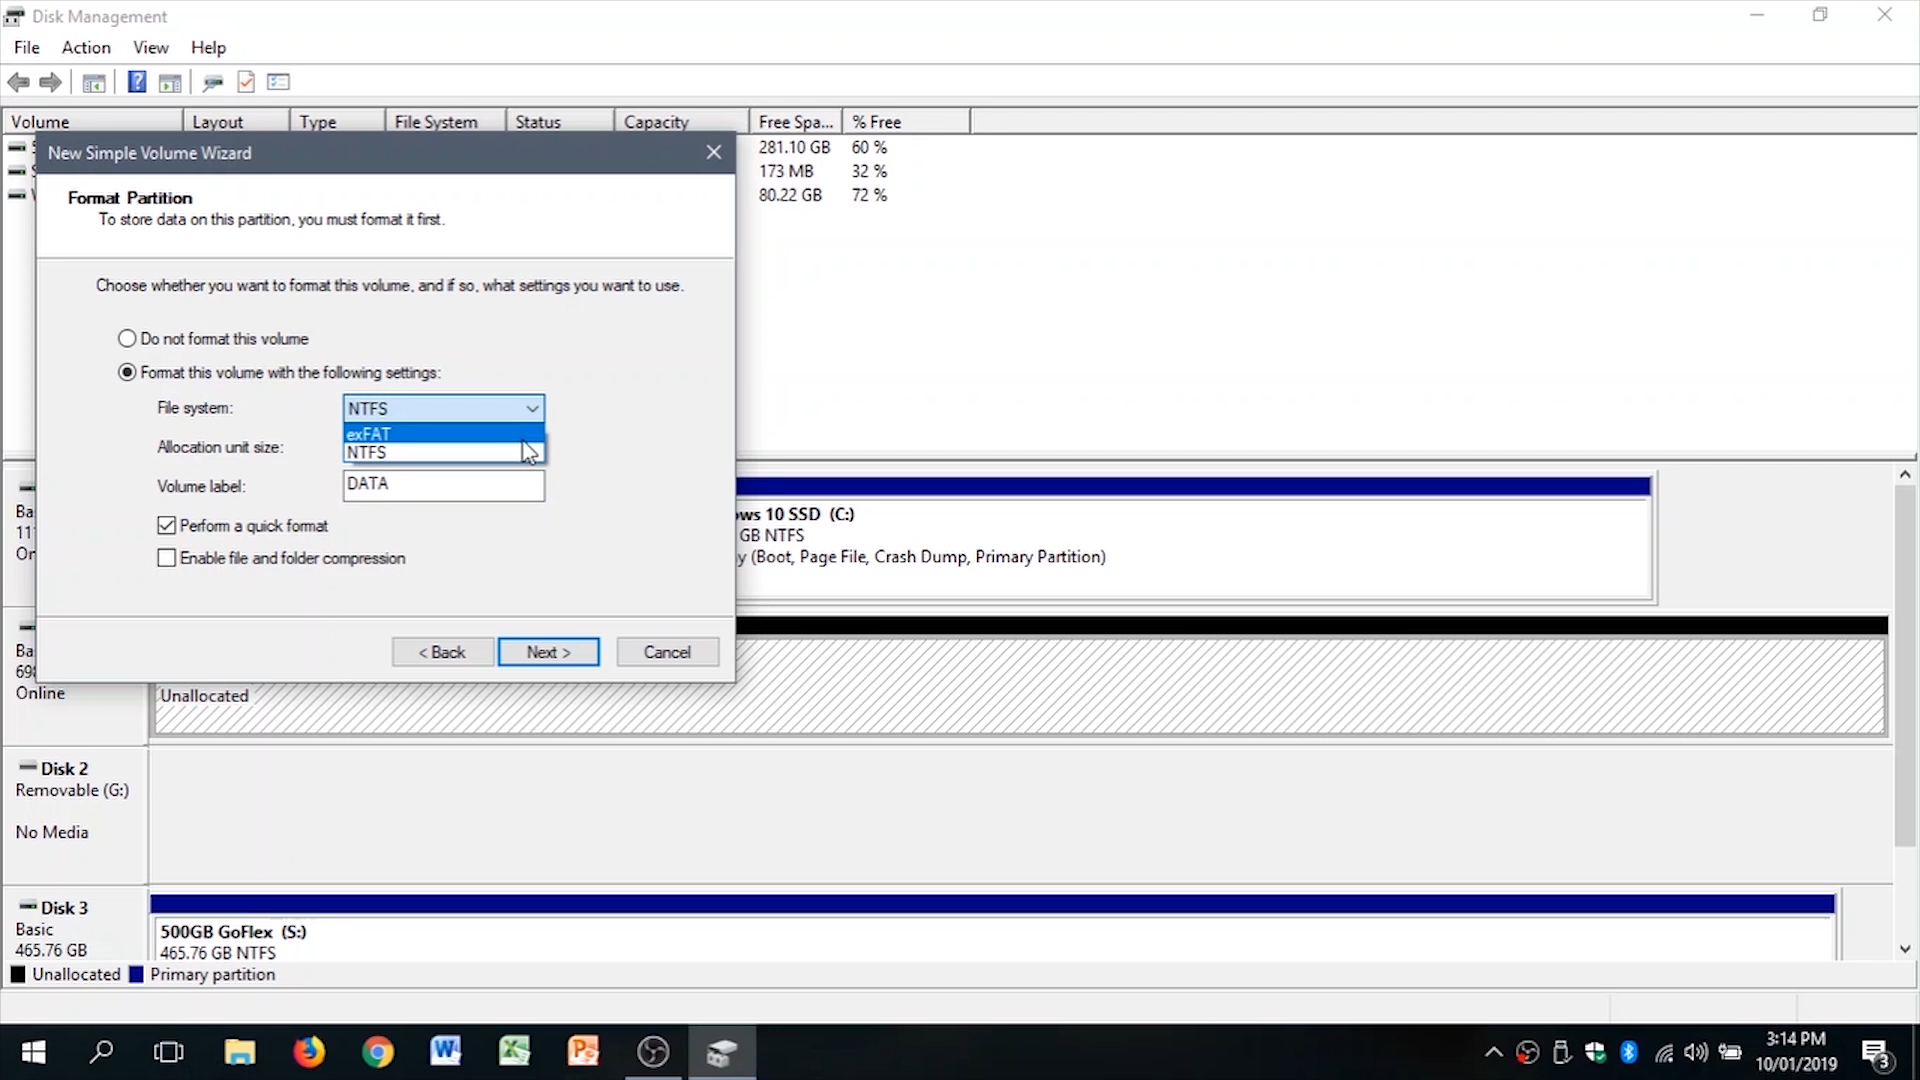 Disk Management
File Action View Help
Volume Layout Type File System Status Capacity Free Spa... % Free
281.10 GB 60 %
173 MB 32 %
80.22 GB 72 %
New Simple Volume Wizard
Format Partition
To store data on this partition, you must format it first.
Choose whether you want to format this volume, and if so, what settings you want to use.
Do not format this volume
Format this volume with the following settings:
File system: NTFS
exFAT
Allocation unit size: NTFS
Volume label: DATA
Perform a quick format
Enable file and folder compression
< Back Next > Cancel
ows 10 SSD (C:)
GB NTFS
y (Boot, Page File, Crash Dump, Primary Partition)
Ba
11
On
Ba
698
Online
Unallocated
Disk 2
Removable (G:)
No Media
Disk 3
Basic
465.76 GB
500GB GoFlex (S:)
465.76 GB NTFS
Unallocated Primary partition
3:14 PM
10/01/2019
3